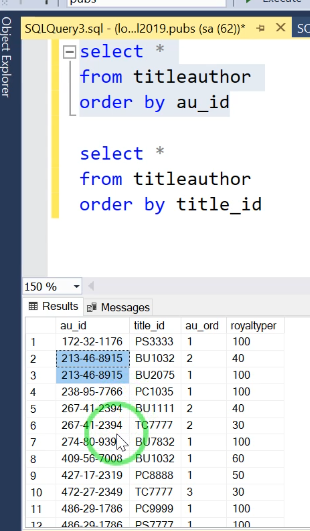 pubs
Execute
Object Explorer
SQLQuery3.sql - (lo...l2019.pubs (sa (62))*
select *
from titleauthor
order by au_id
select *
from titleauthor
order by title_id
150 %
Results Messages
au_id title_id au_ord royaltyper
1 172-32-1176 PS3333 1 100
2 213-46-8915 BU1032 2 40
3 213-46-8915 BU2075 1 100
4 238-95-7766 PC1035 1 100
5 267-41-2394 BU1111 2 40
6 267-41-2394 TC7777 2 30
7 BU7832 1 100
8 409-56-7008 BU1032 1 60
9 427-17-2319 PC8888 1 50
10 472-27-2349 TC7777 3 30
11 486-29-1786 PC9999 1 100
12 486-29-1786 PS7777 1 100